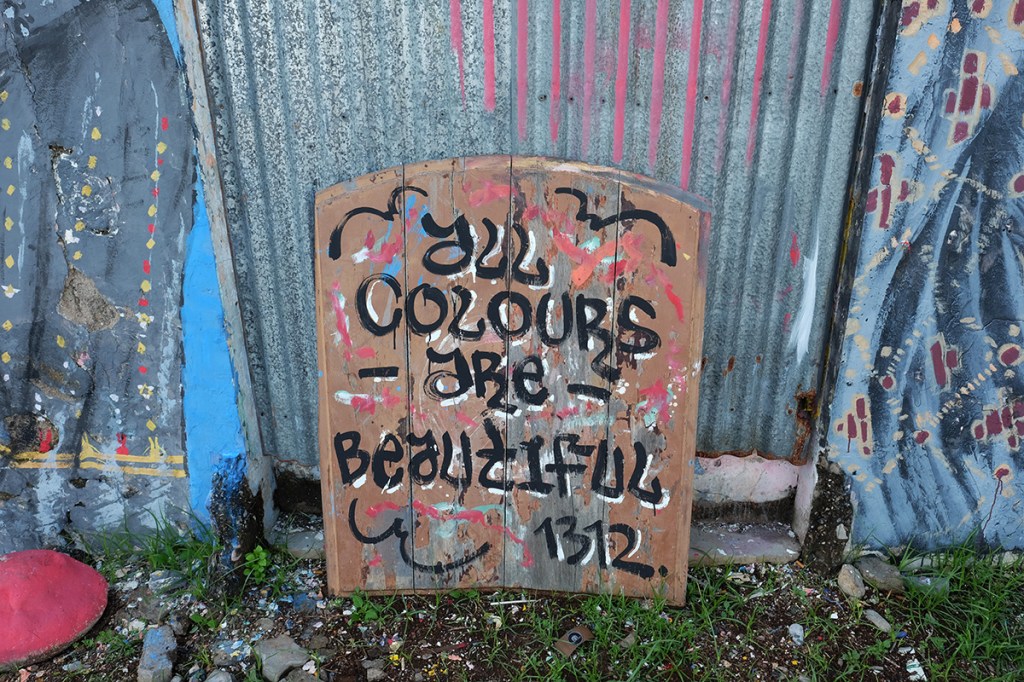 ALL
COLOURS
- ARE -
BEAUTIFUL
1312.